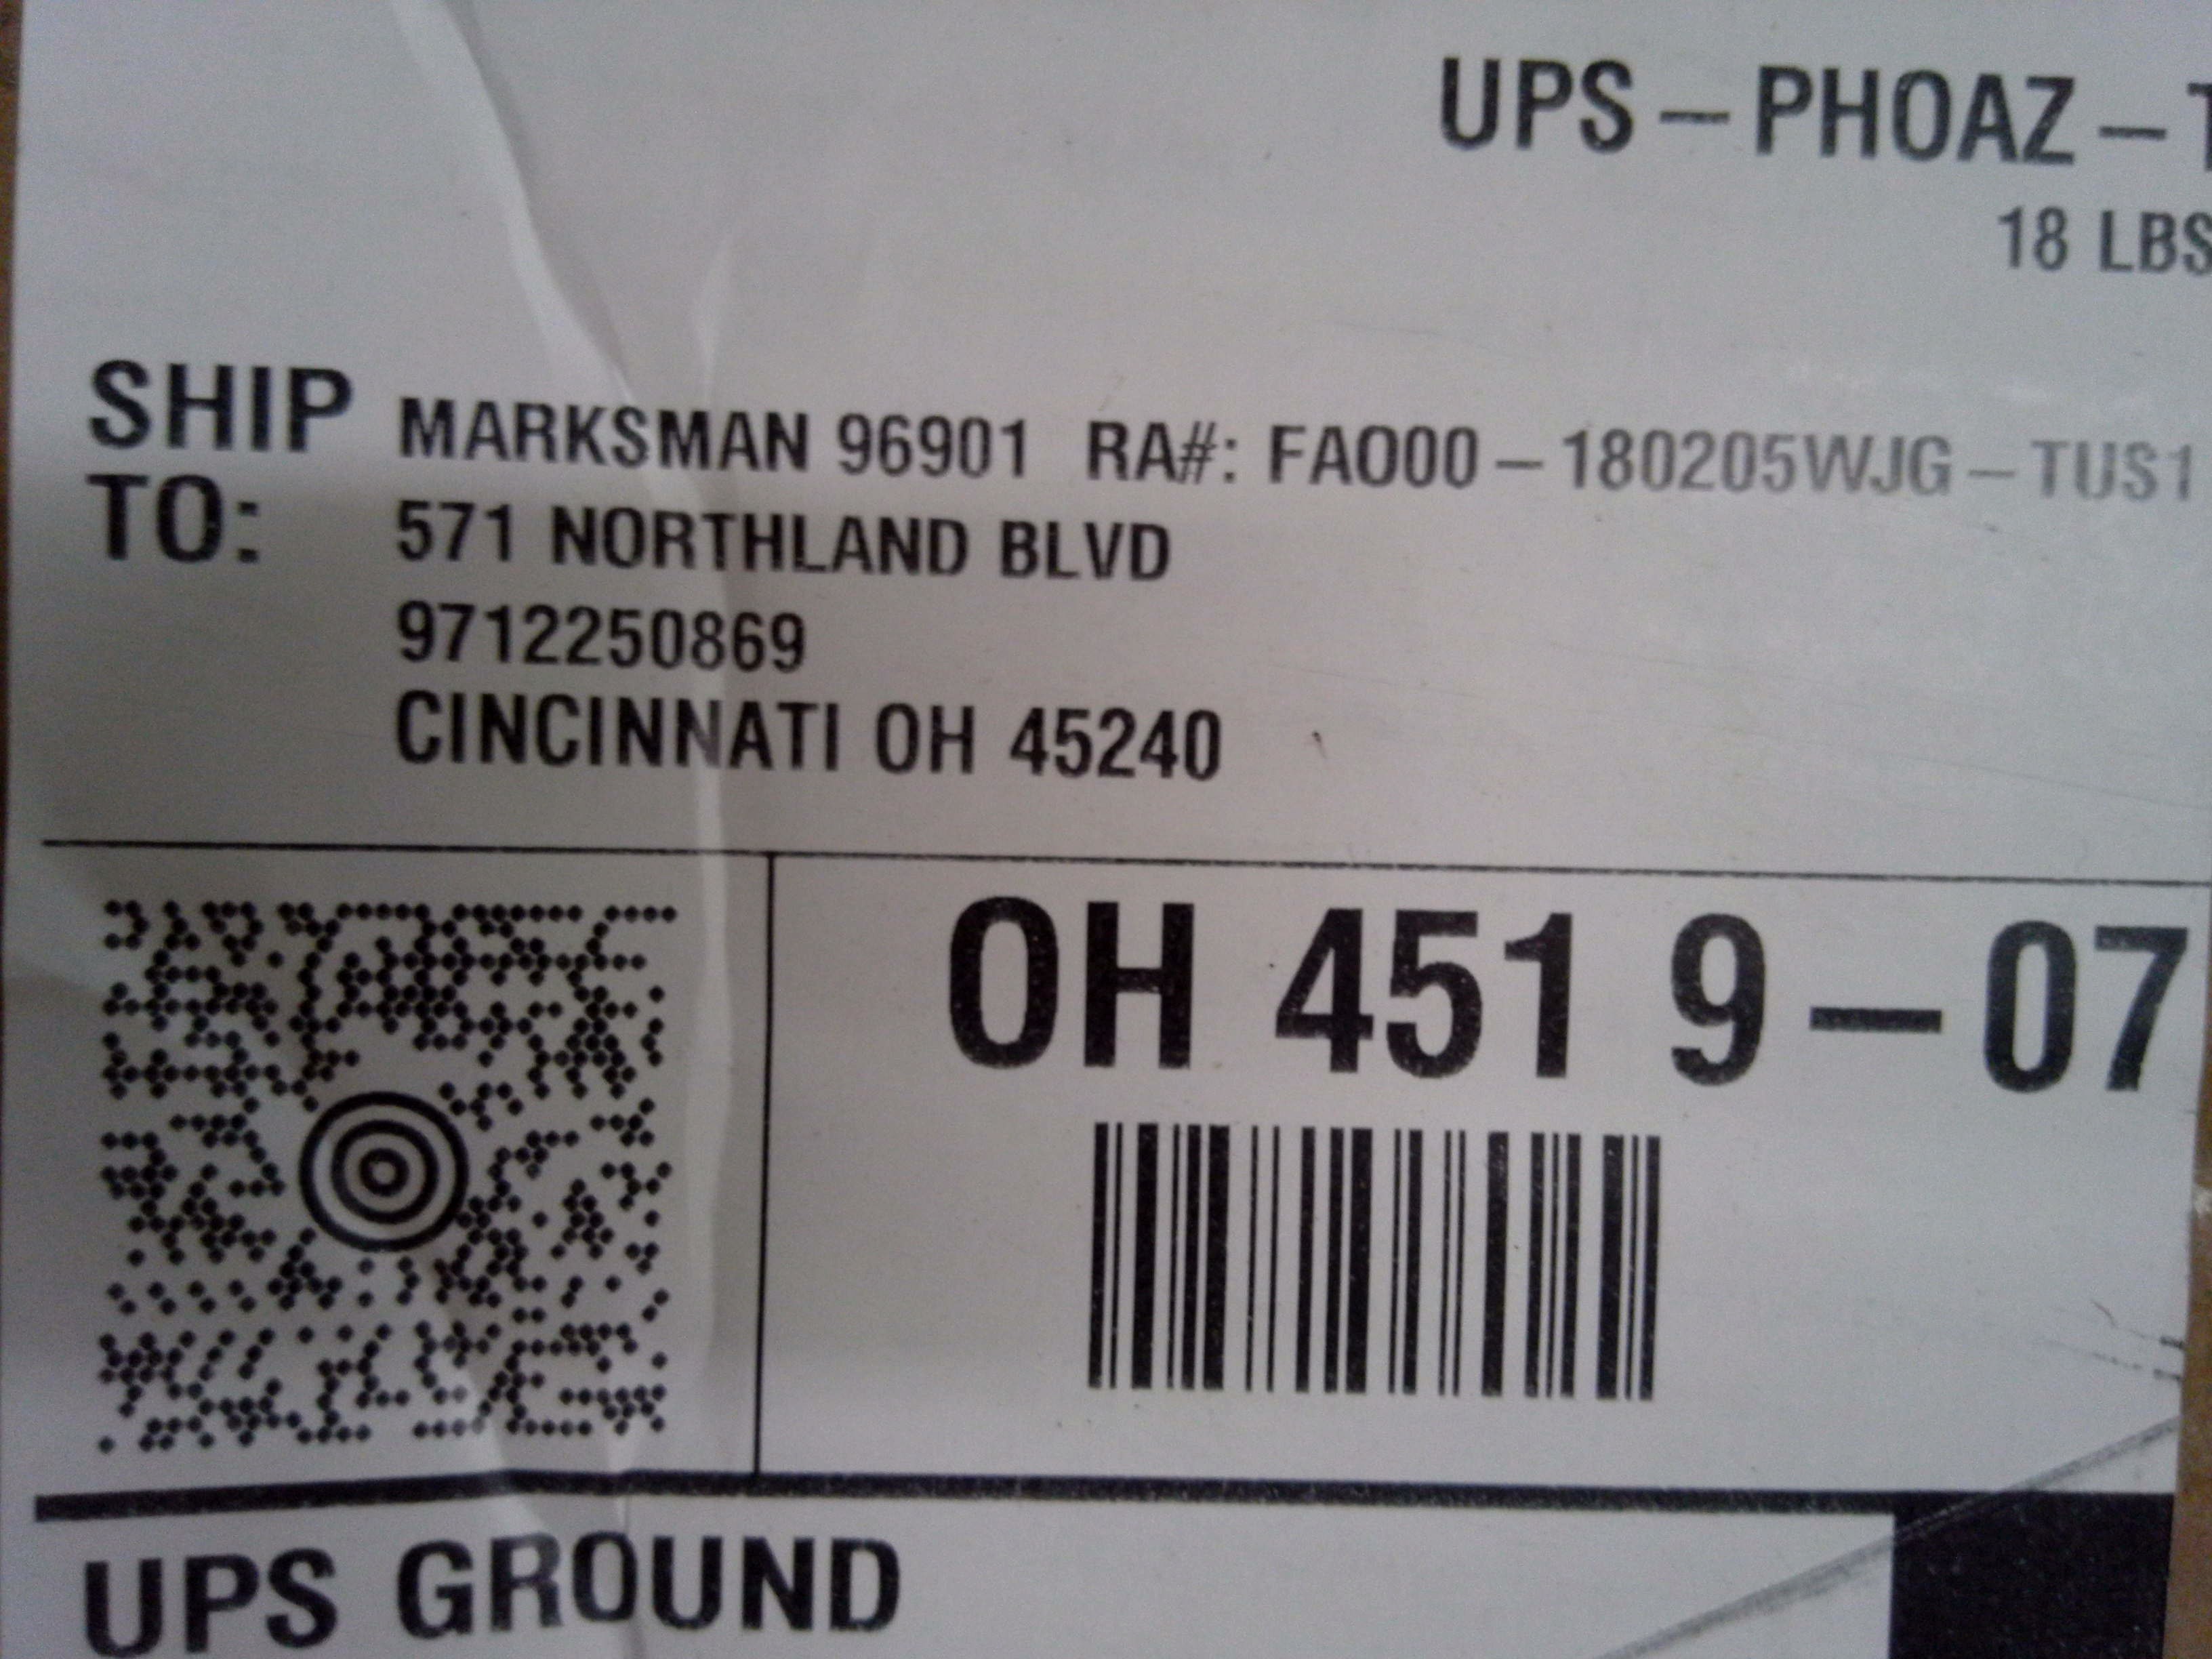 UPS - PHOAZ -
18 LBS
SHIP TO:
MARKSMAN 96901 RA#: FAO00 - 180205WJG - TUS1
571 NORTHLAND BLVD
9712250869
CINCINNATI OH 45240
OH 451 9 - 07
UPS GROUND